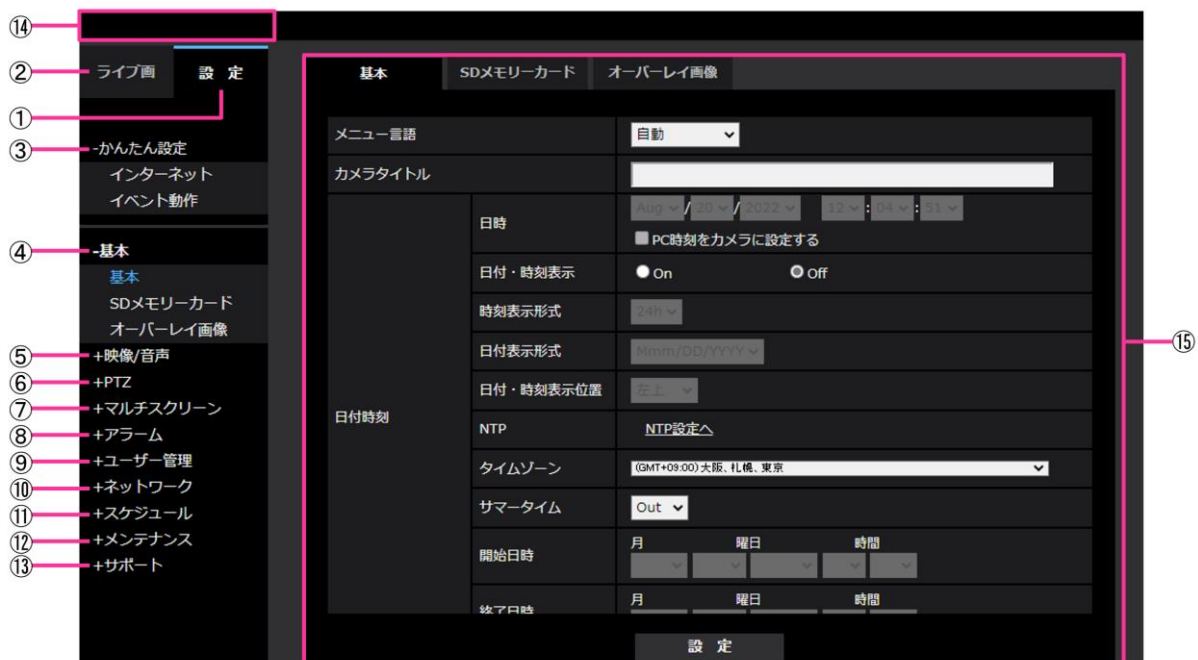 ⑭
② ライブ画 設 定
①
③ -かんたん設定
インターネット
イベント動作
④ -基本
基本
SDメモリーカード
オーバーレイ画像
⑤ +映像/音声
⑥ +PTZ
⑦ +マルチスクリーン
⑧ +アラーム
⑨ +ユーザー管理
⑩ +ネットワーク
⑪ +スケジュール
⑫ +メンテナンス
⑬ +サポート
基本 SDメモリーカード オーバーレイ画像
メニュー言語 自動
カメラタイトル
日付時刻
日時 Aug / 20 / 2022 12 : 04 : 51
PC時刻をカメラに設定する
日付・時刻表示 On Off
時刻表示形式 24h
日付表示形式 Mmm/DD/YYYY
日付・時刻表示位置 左上
NTP NTP設定へ
タイムゾーン (GMT+09:00) 大阪、札幌、東京
サマータイム Out
開始日時 月 曜日 時間
終了日時 月 曜日 時間
設 定
⑮